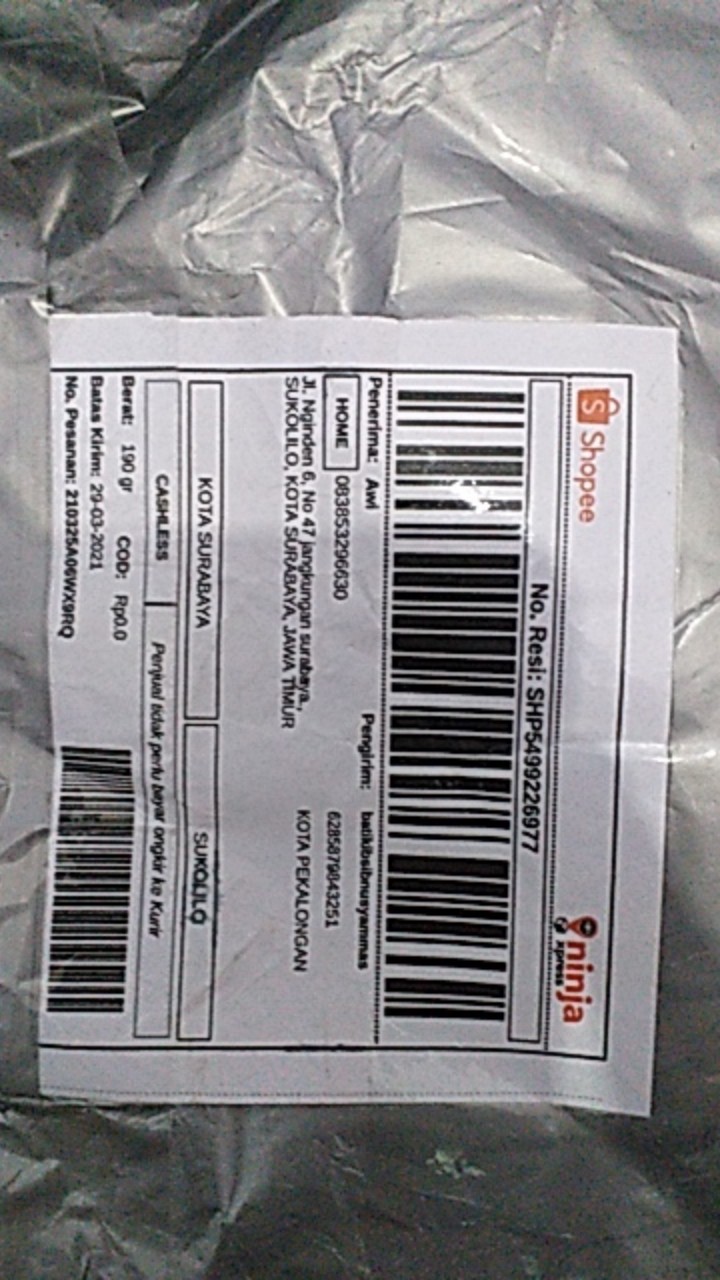 Shopee
ninja
xpress
No. Resi: SHP5499226977
Penerima: Awi
HOME 083853296630
Jl. Nginden 6, No 47 jangkungan surabaya.,
SUKOLILO, KOTA SURABAYA, JAWA TIMUR
Pengirim: batikibsibnusyammas
6285879843251
KOTA PEKALONGAN
KOTA SURABAYA
SUKOLILO
CASHLESS
Penjual tidak perlu bayar ongkir ke Kurir
Berat: 190 gr COD: Rp0.0
Batas Kirim: 29-03-2021
No. Pesanan: 210325A06WX9RQ